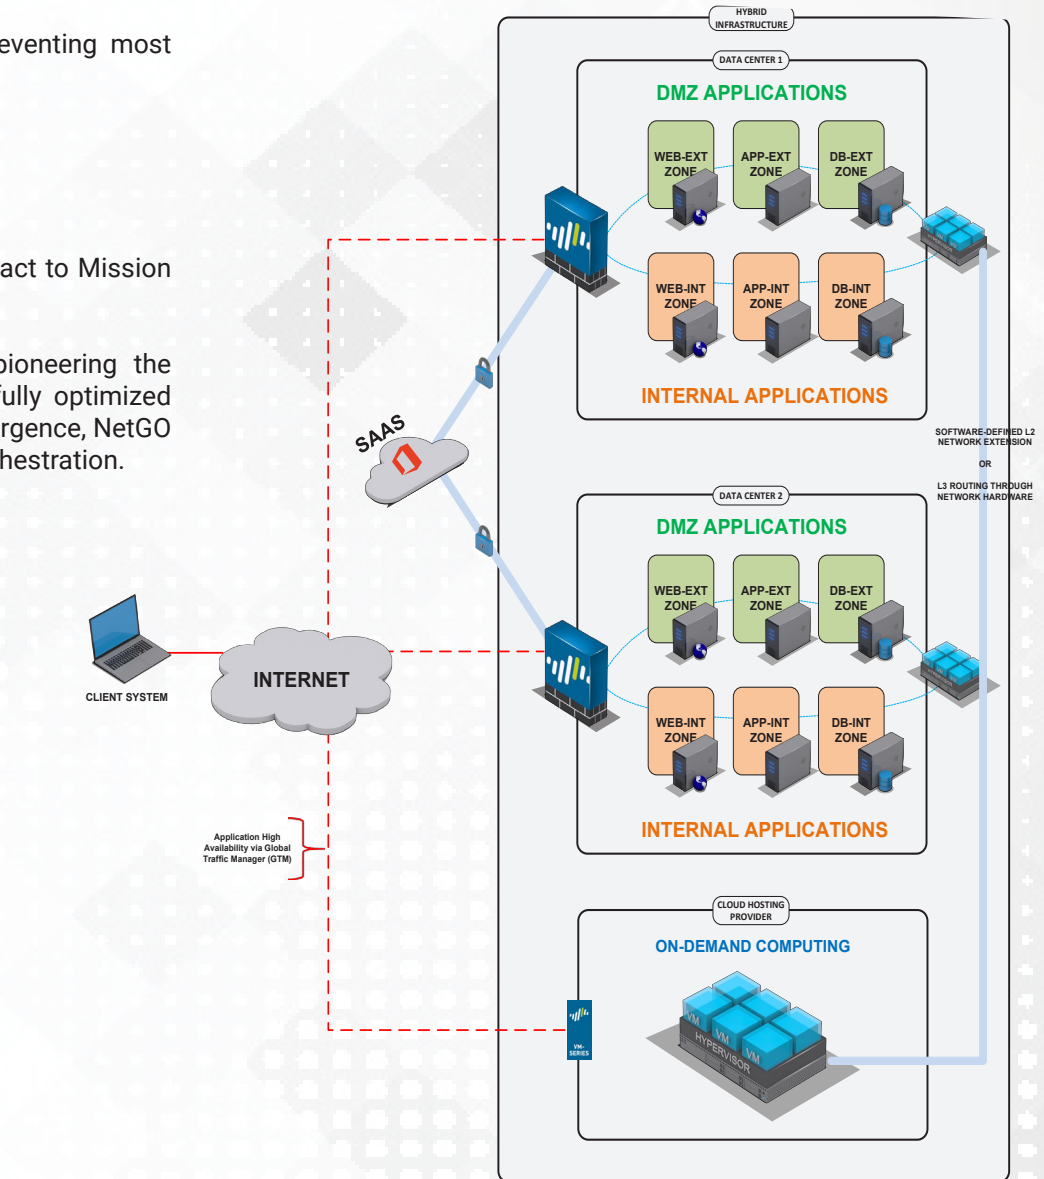 eventing most
act to Mission
pioneering the
fully optimized
ergence, NetGO
hestration.
HYBRID
INFRASTRUCTURE
DATA CENTER 1
DMZ APPLICATIONS
WEB-EXT
ZONE
APP-EXT
ZONE
DB-EXT
ZONE
WEB-INT
ZONE
APP-INT
ZONE
DB-INT
ZONE
INTERNAL APPLICATIONS
SAAS
SOFTWARE-DEFINED L2
NETWORK EXTENSION
OR
L3 ROUTING THROUGH
NETWORK HARDWARE
DATA CENTER 2
DMZ APPLICATIONS
WEB-EXT
ZONE
APP-EXT
ZONE
DB-EXT
ZONE
WEB-INT
ZONE
APP-INT
ZONE
DB-INT
ZONE
INTERNAL APPLICATIONS
CLIENT SYSTEM
INTERNET
Application High
Availability via Global
Traffic Manager (GTM)
CLOUD HOSTING
PROVIDER
ON-DEMAND COMPUTING
VM-
SERIES
VM
VM
VM
HYPERVISOR